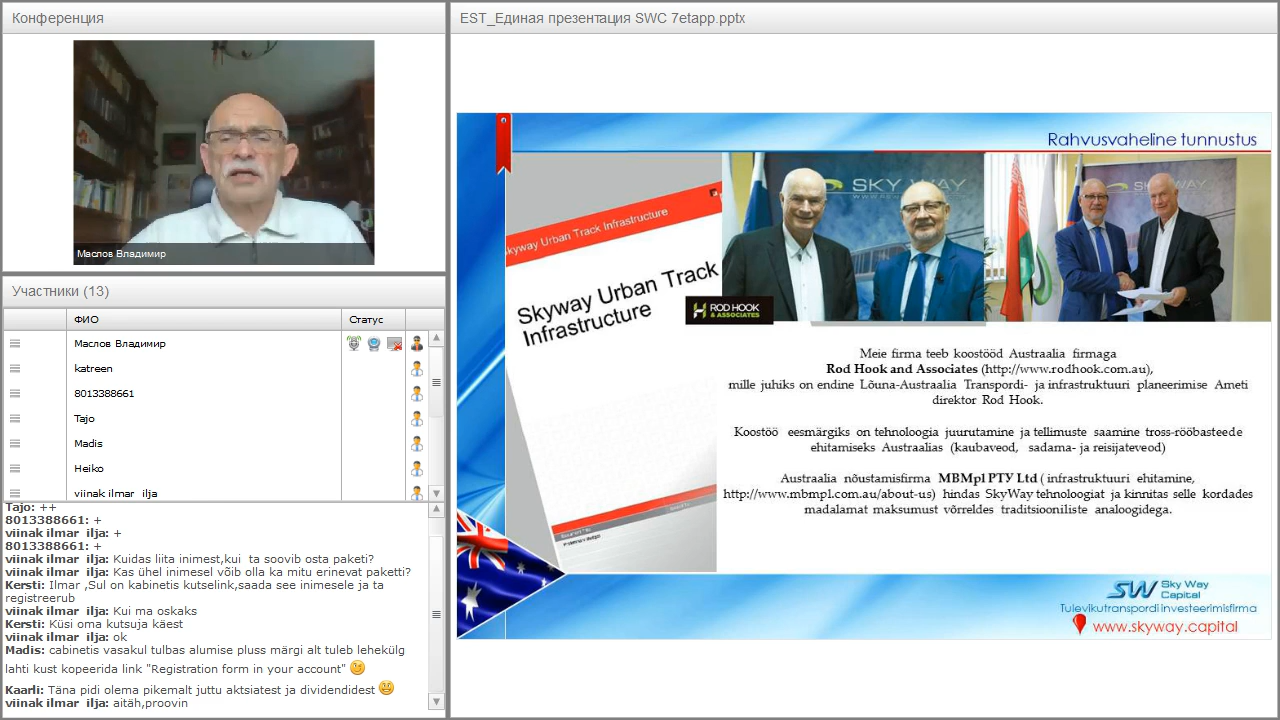 Конференция
Маслов Владимир
Участники (13)
ФИО
Статус
Маслов Владимир
katreen
8013388661
Tajo
Madis
Heiko
viinak ilmar ilja
Tajo: ++
8013388661: +
viinak ilmar ilja: +
8013388661: +
viinak ilmar ilja: Kuidas liita inimest,kui ta soovib osta paketi?
viinak ilmar ilja: Kas ühel inimesel võib olla ka mitu erinevat paketti?
Kersti: Ilmar ,Sul on kabinetis kutselink,saada see inimesele ja ta
registreerub
viinak ilmar ilja: Kui ma oskaks
Kersti: Küsi oma kutsuja käest
viinak ilmar ilja: ok
Madis: cabinetis vasakul tulbas alumise pluss märgi alt tuleb lehekülg
lahti kust kopeerida link "Registration form in your account"
Kaarli: Täna pidi olema pikemalt juttu aktsiatest ja dividendidest
viinak ilmar ilja: aitäh,proovin
EST_Единая презентация SWC 7etapp.pptx
Rahvusvaheline tunnustus
SKY WAY
Skyway Urban Track Infrastructure
Skyway Urban Track
Infrastructure
ROD HOOK
& ASSOCIATES
Meie firma teeb koostööd Austraalia firmaga
Rod Hook and Associates (http://www.rodhook.com.au),
mille juhiks on endine Lõuna-Austraalia Transpordi- ja infrastruktuuri planeerimise Ameti
direktor Rod Hook.
Koostöö eesmärgiks on tehnoloogia juurutamine ja tellimuste saamine tross-rööbasteede
ehitamiseks Austraalias (kaubaveod, sadama- ja reisijateveod)
Austraalia nõustamisfirma MBMpl PTУ Ltd ( infrastruktuuri ehitamine,
http://www.mbmpl.com.au/about-us) hindas SkyWay tehnoloogiat ja kinnitas selle kordades
madalamat maksumust võrreldes traditsiooniliste analoogidega.
SW Sky Way
Capital
Tulevikutranspordi investeerimisfirma
www.skyway.capital